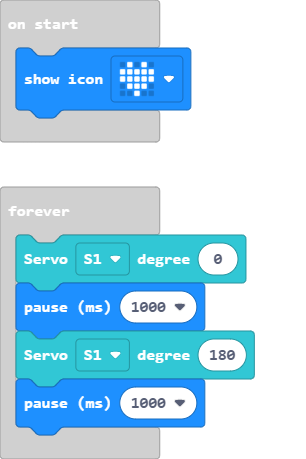 on start
show icon
forever
Servo S1 degree 0
pause (ms) 1000
Servo S1 degree 180
pause (ms) 1000